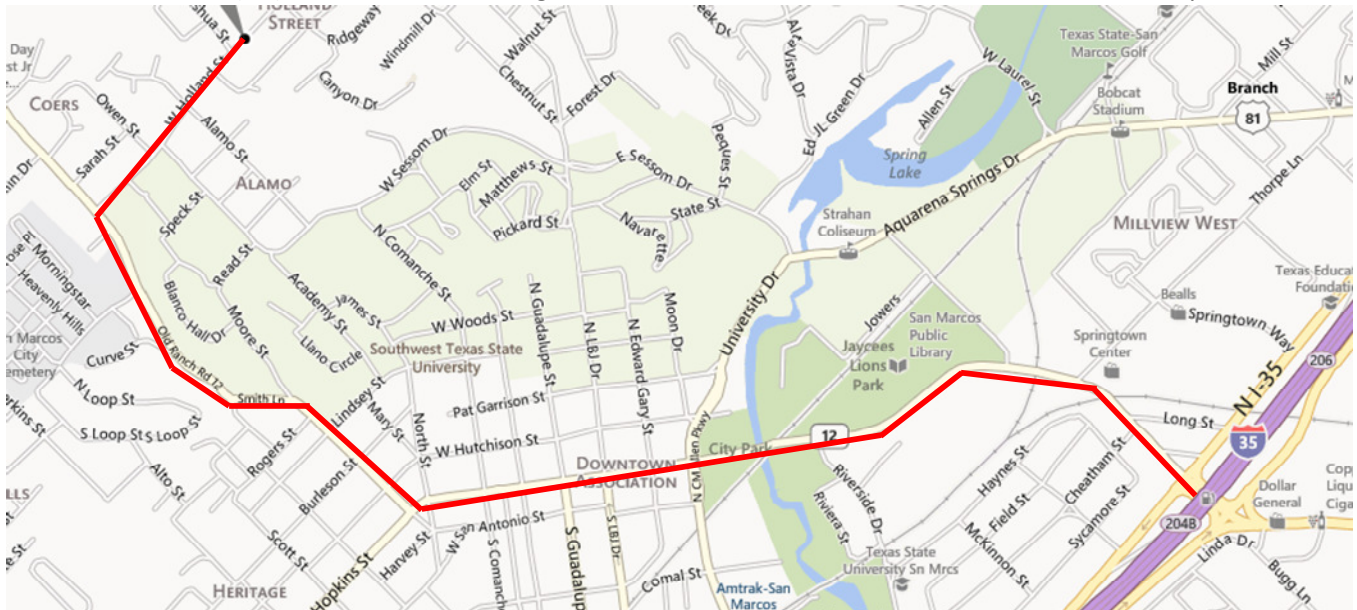 HOLLAND
STREET
Ridgeway
Windmill Dr
Walnut St
Canyon Dr
Chestnut St
Forest Dr
Vista Dr
Ed JL Green Dr
Allen St
W Laurel St
Texas State-San
Marcos Golf
Bobcat
Stadium
Branch
81
Mill St
Thorpe Ln
Day
COERS
Owen St
W Holland St
Sarah St
Alamo St
ALAMO
W Sessom Dr
Elm St
Matthews St
Pickard St
E Sessom Dr
Peques St
State St
Navarette
Spring
Lake
Strahan
Coliseum
Aquarena Springs Dr
MILLVIEW WEST
Speck St
Read St
N Comanche St
Morningstar
Heavenly Hills
Blanco Hall Dr
Moore St
Academy St
James St
Llano
Circle
W Woods St
N Guadalupe St
N LBJ Dr
N Edward Gary St
Moon Dr
University Dr
Jowers
San Marcos
Public
Library
Jaycees
Lions
Park
Bealls
Springtown Way
Springtown
Center
Texas Educat
Foundatio
206
n Marcos
City
emetery
Curve St
Old Ranch Rd 12
Southwest Texas State
University
N Loop St
Smith Ln
Lindsey St
Mary St
North St
Pat Garrison St
S Loop St
S Loop St
Rogers St
W Hutchison St
City Park
12
N I-35
35
Long St
Alto St
Burleson St
DOWNTOWN
ASSOCIATION
Riverside Dr
Haynes St
Cheatham St
Scott St
W San Antonio St
Harvey St
S Guadalupe
S LBJ Dr
Riviera St
Field St
Sycamore St
McKinnon St
204B
Dollar
General
Linda Dr
Bugg Ln
HERITAGE
Hopkins St
Comal St
Texas State
University Sn Mrcs
Amtrak-San
Marcos